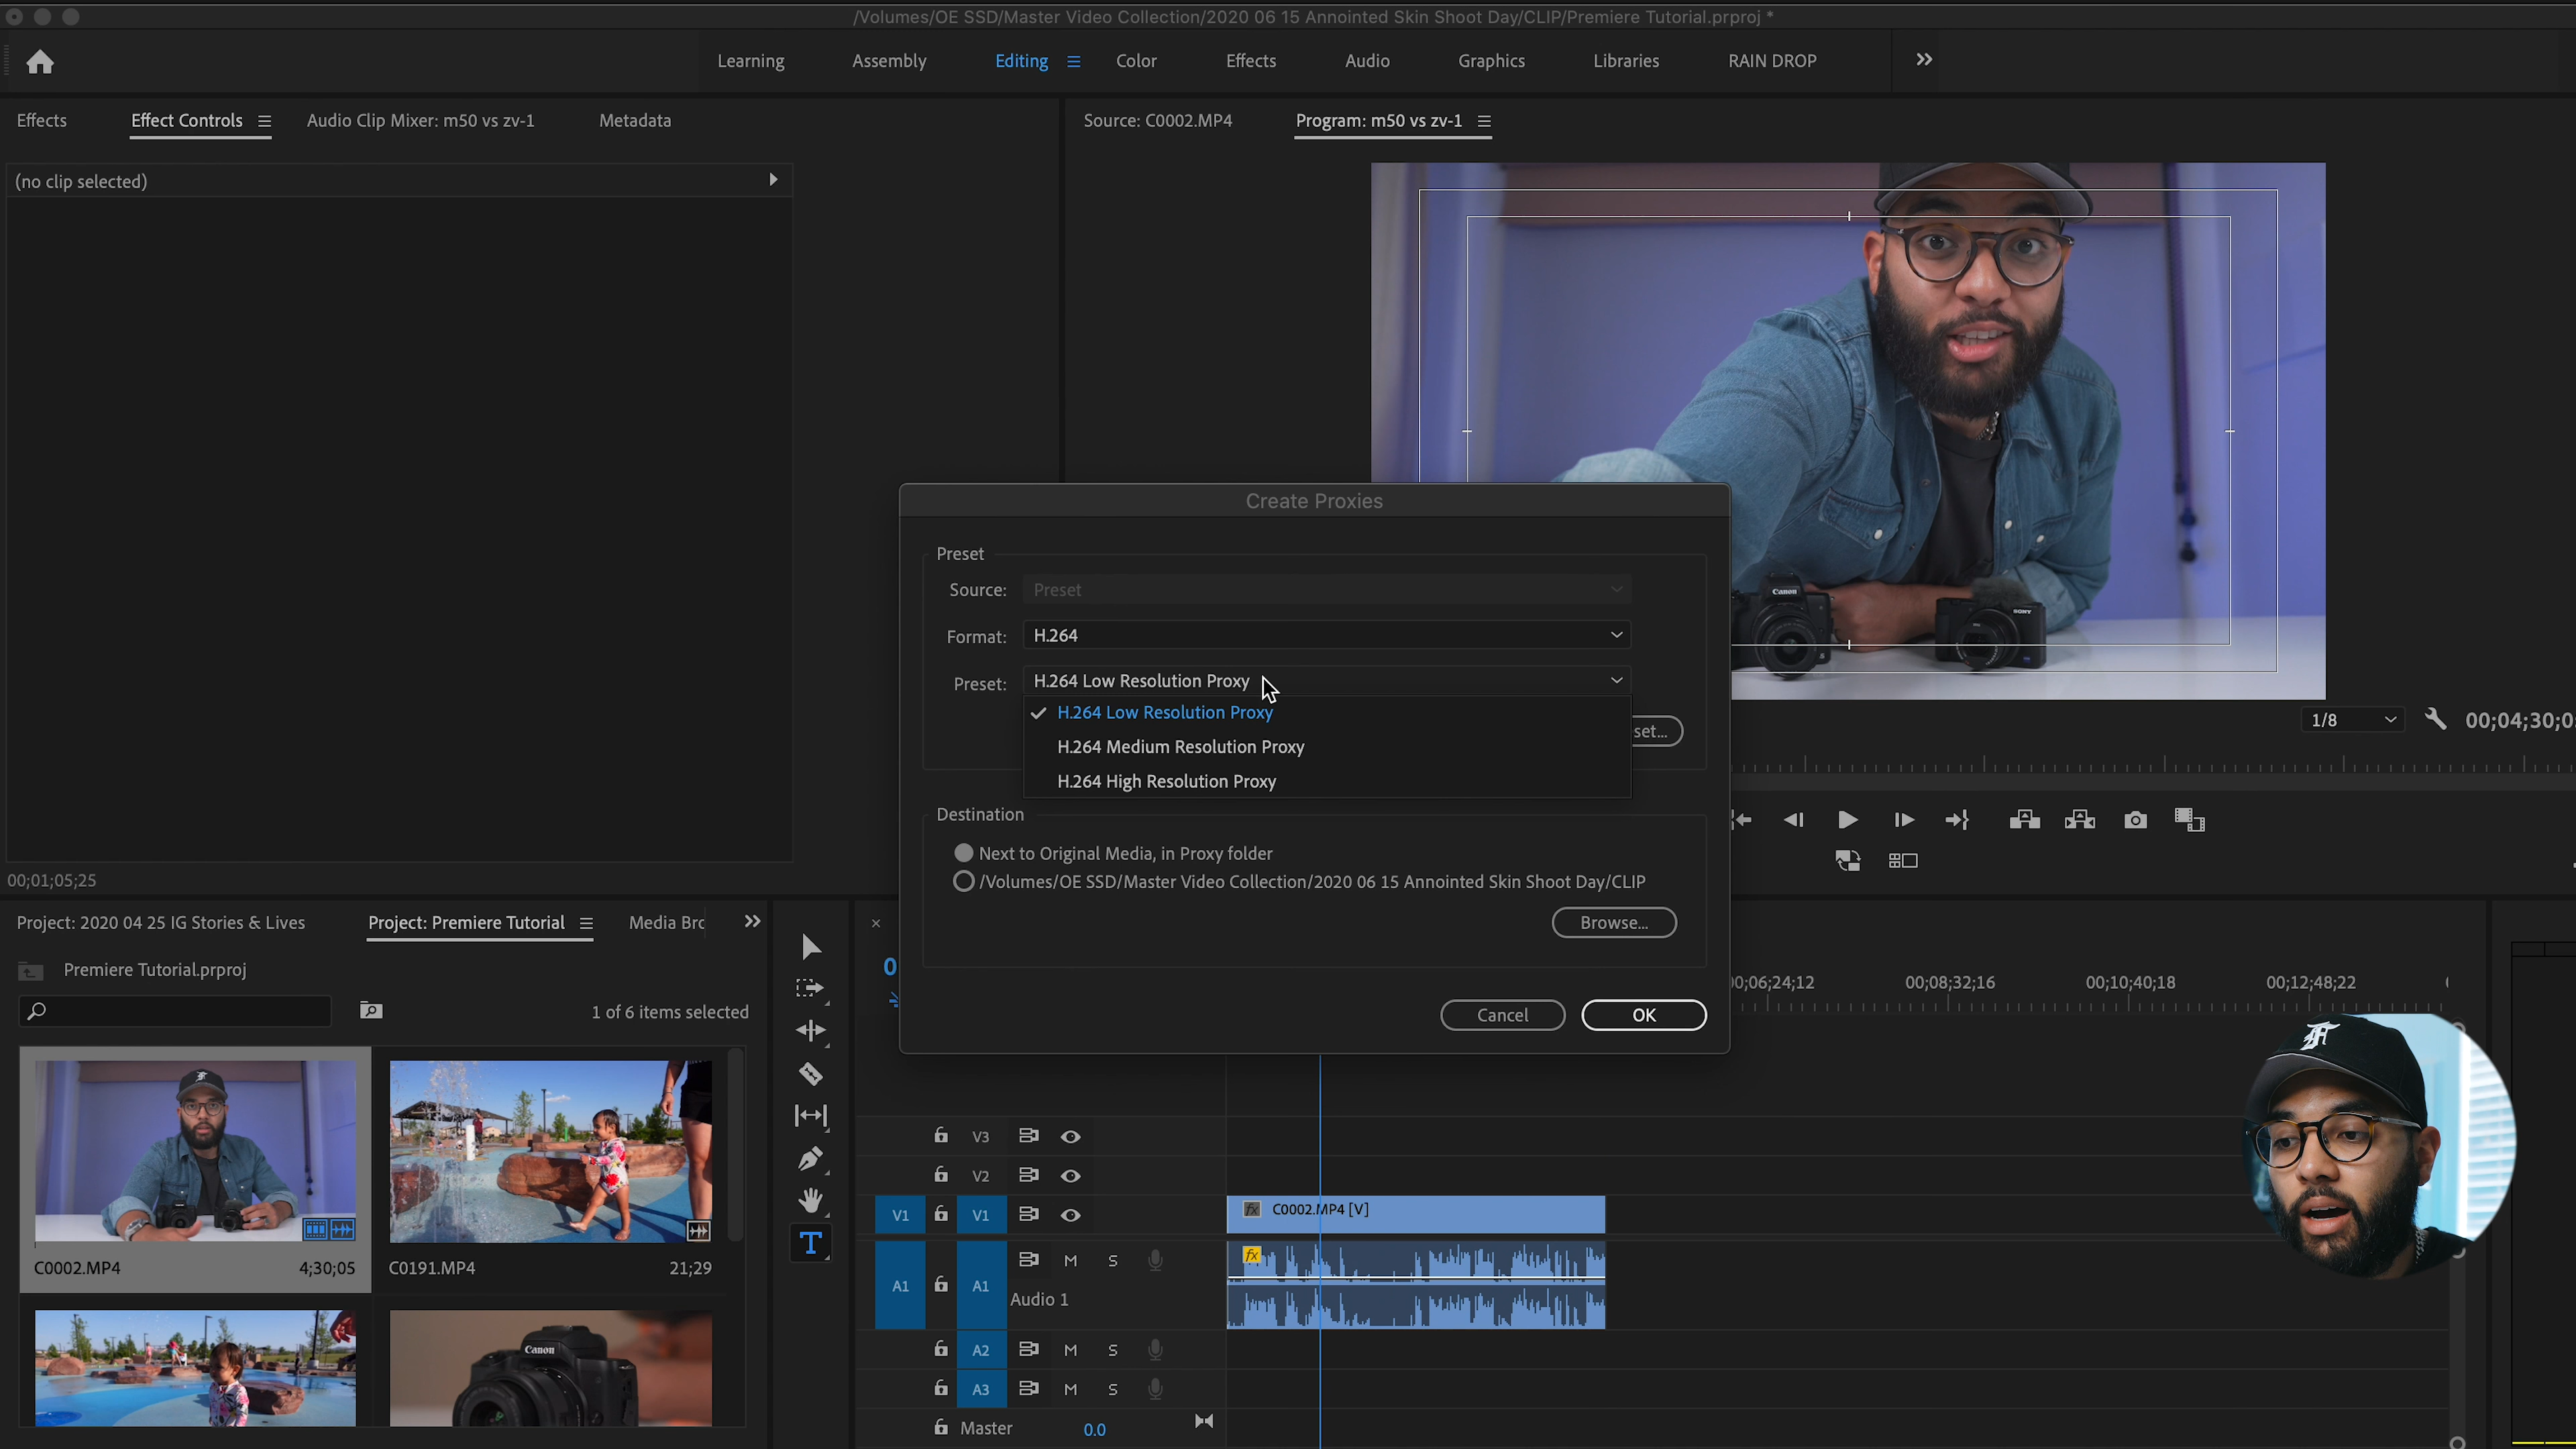 /Volumes/OE SSD/Master Video Collection/2020 06 15 Annointed Skin Shoot Day/CLIP/Premiere Tutorial.prproj *
Learning Assembly Editing Color Effects Audio Graphics Libraries RAIN DROP
Effects Effect Controls Audio Clip Mixer: m50 vs zv-1 Metadata
Source: C0002.MP4 Program: m50 vs zv-1
(no clip selected)
Create Proxies
Preset
Source: Preset
Format: H.264
Preset: H.264 Low Resolution Proxy
H.264 Low Resolution Proxy
H.264 Medium Resolution Proxy
H.264 High Resolution Proxy
set...
Destination
Next to Original Media, in Proxy folder
/Volumes/OE SSD/Master Video Collection/2020 06 15 Annointed Skin Shoot Day/CLIP
Browse...
Cancel OK
Canon
SONY
1/8 00;04;30;0
00;01;05;25
Project: 2020 04 25 IG Stories & Lives Project: Premiere Tutorial Media Bro
Premiere Tutorial.prproj
1 of 6 items selected
C0002.MP4 4;30;05
C0191.MP4 21;29
Canon
T
0
00;06;24;12 00;08;32;16 00;10;40;18 00;12;48;22
V3
V2
V1 V1
fx C0002.MP4 [V]
A1 A1 M S
fx
Audio 1
A2 M S
A3 M S
Master 0.0